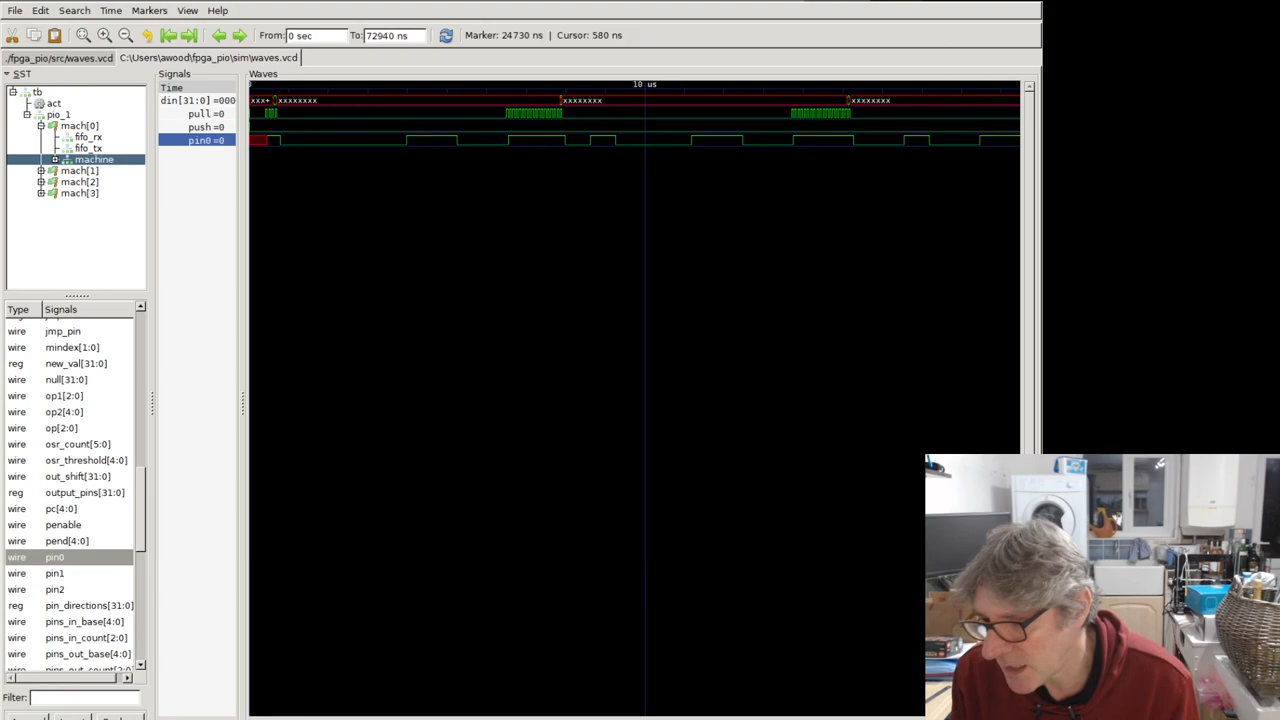 File Edit Search Time Markers View Help
From: 0 sec To: 72940 ns Marker: 24730 ns | Cursor: 580 ns
./fpga_pio/src/waves.vcd C:\Users\awood\fpga_pio\sim\waves.vcd
SST
tb
act
pio_1
mach[0]
fifo_rx
fifo_tx
machine
mach[1]
mach[2]
mach[3]
Type Signals
wire jmp_pin
wire mindex[1:0]
reg new_val[31:0]
wire null[31:0]
wire op1[2:0]
wire op2[4:0]
wire op[2:0]
wire osr_count[5:0]
wire osr_threshold[4:0]
wire out_shift[31:0]
reg output_pins[31:0]
wire pc[4:0]
wire penable
wire pend[4:0]
wire pin0
wire pin1
wire pin2
reg pin_directions[31:0]
wire pins_in_base[4:0]
wire pins_in_count[2:0]
wire pins_out_base[4:0]
wire pins_out_count[2:0]
Filter:
Signals
Time
din[31:0]=000
pull=0
push=0
pin0=0
Waves
10 us
xxx+ xxxxxxxx xxxxxxxx xxxxxxxx